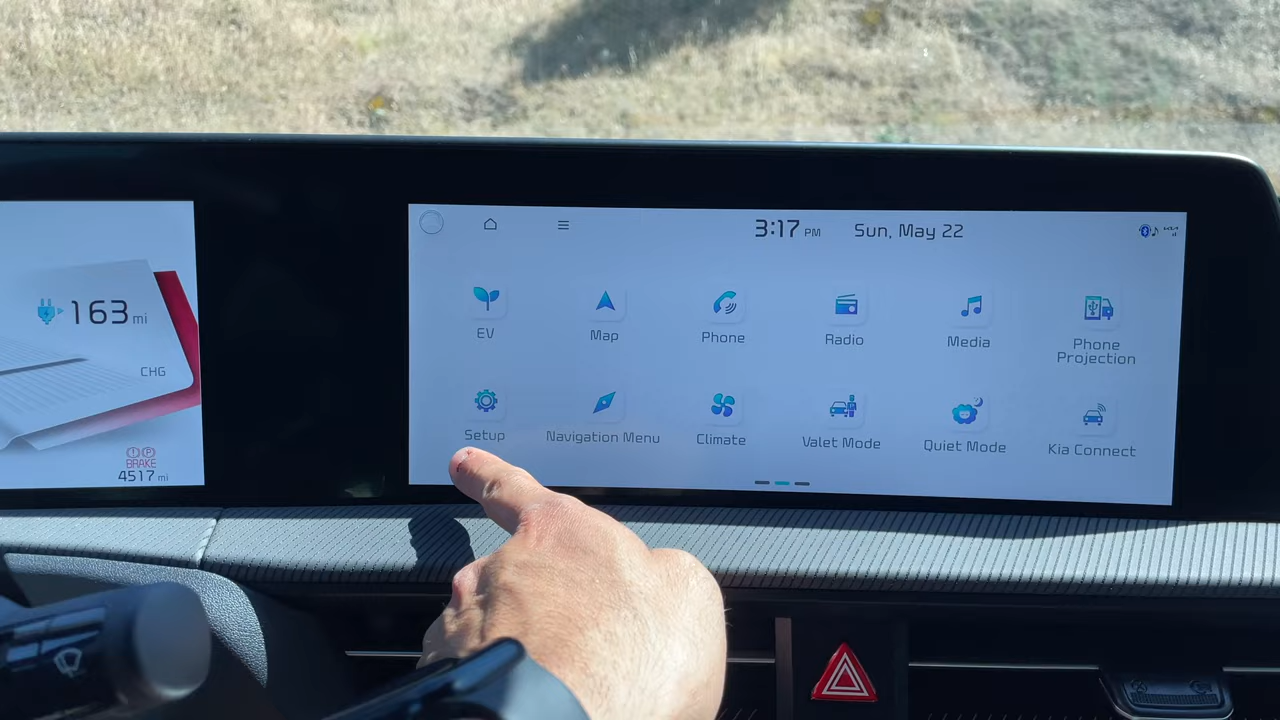 3:17 PM Sun, May 22
163 mi
CHG
BRAKE
4517 mi
EV
Map
Phone
Radio
Media
Phone
Projection
Setup
Navigation Menu
Climate
Valet Mode
Quiet Mode
Kia Connect